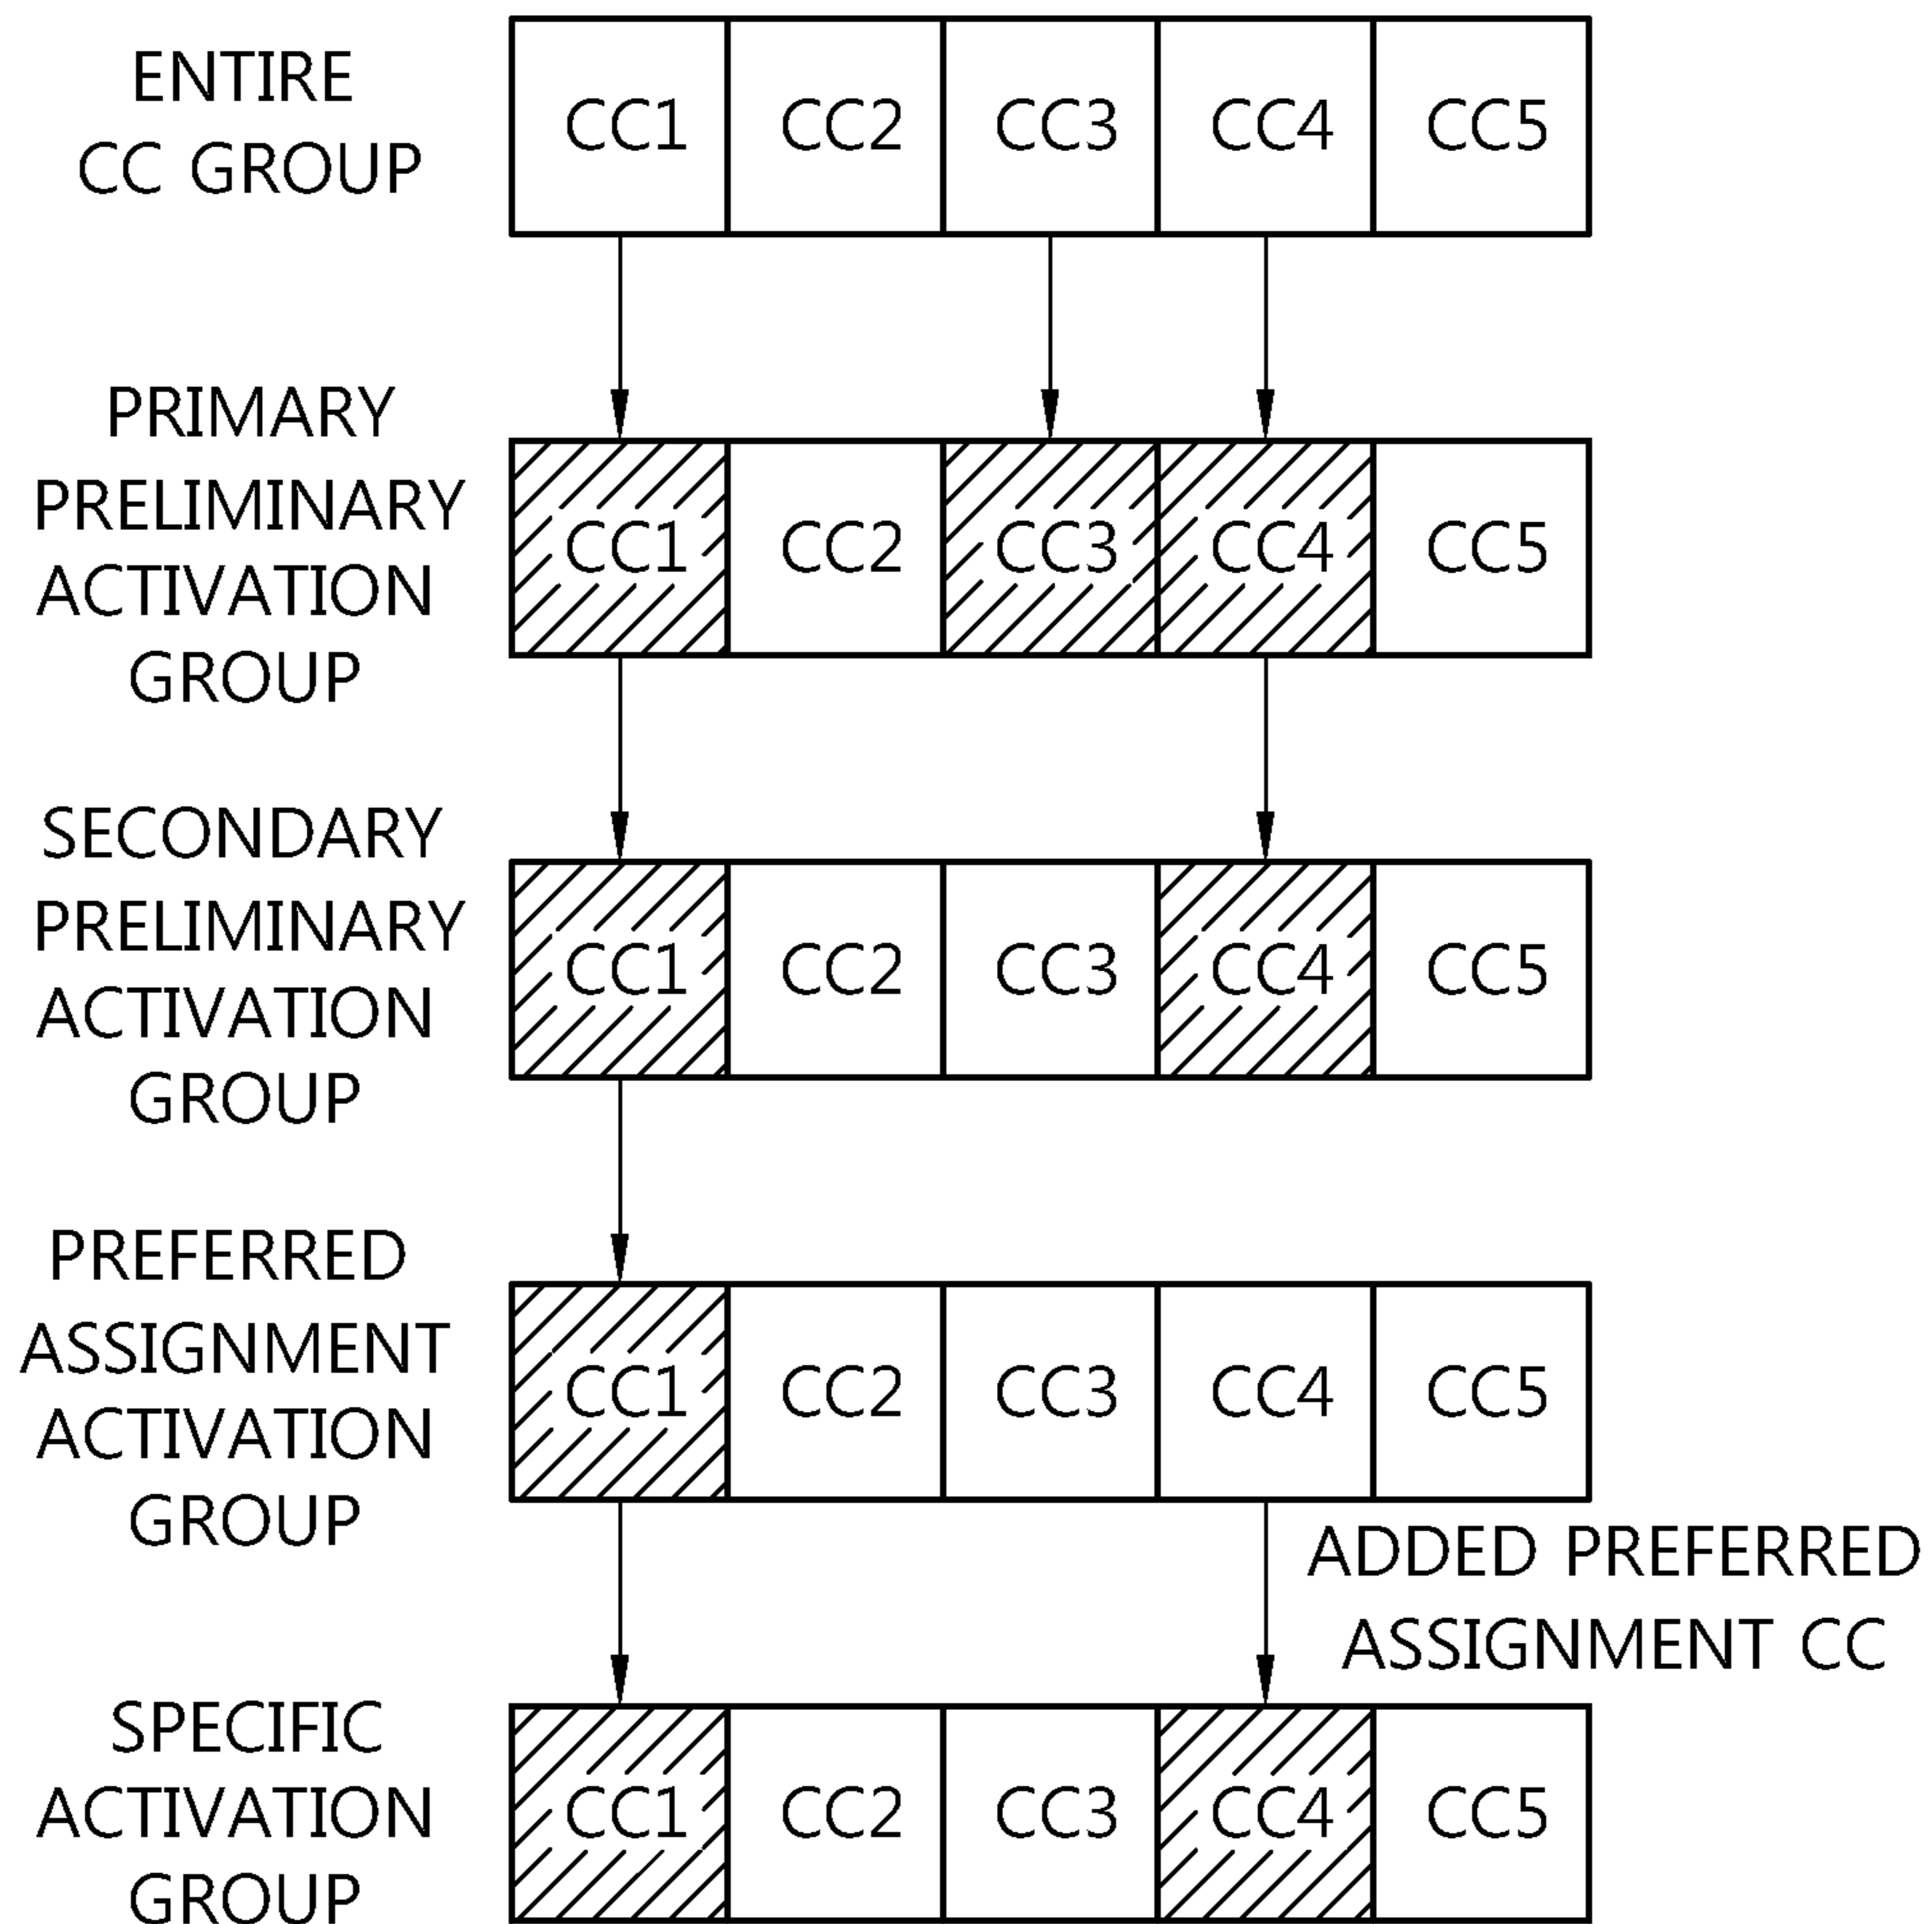 ENTIRE
CC GROUP
CC1 CC2 CC3 CC4 CC5
PRIMARY
PRELIMINARY
ACTIVATION
GROUP
CC1 CC2 CC3 CC4 CC5
SECONDARY
PRELIMINARY
ACTIVATION
GROUP
CC1 CC2 CC3 CC4 CC5
PREFERRED
ASSIGNMENT
ACTIVATION
GROUP
CC1 CC2 CC3 CC4 CC5
ADDED PREFERRED
ASSIGNMENT CC
SPECIFIC
ACTIVATION
GROUP
CC1 CC2 CC3 CC4 CC5